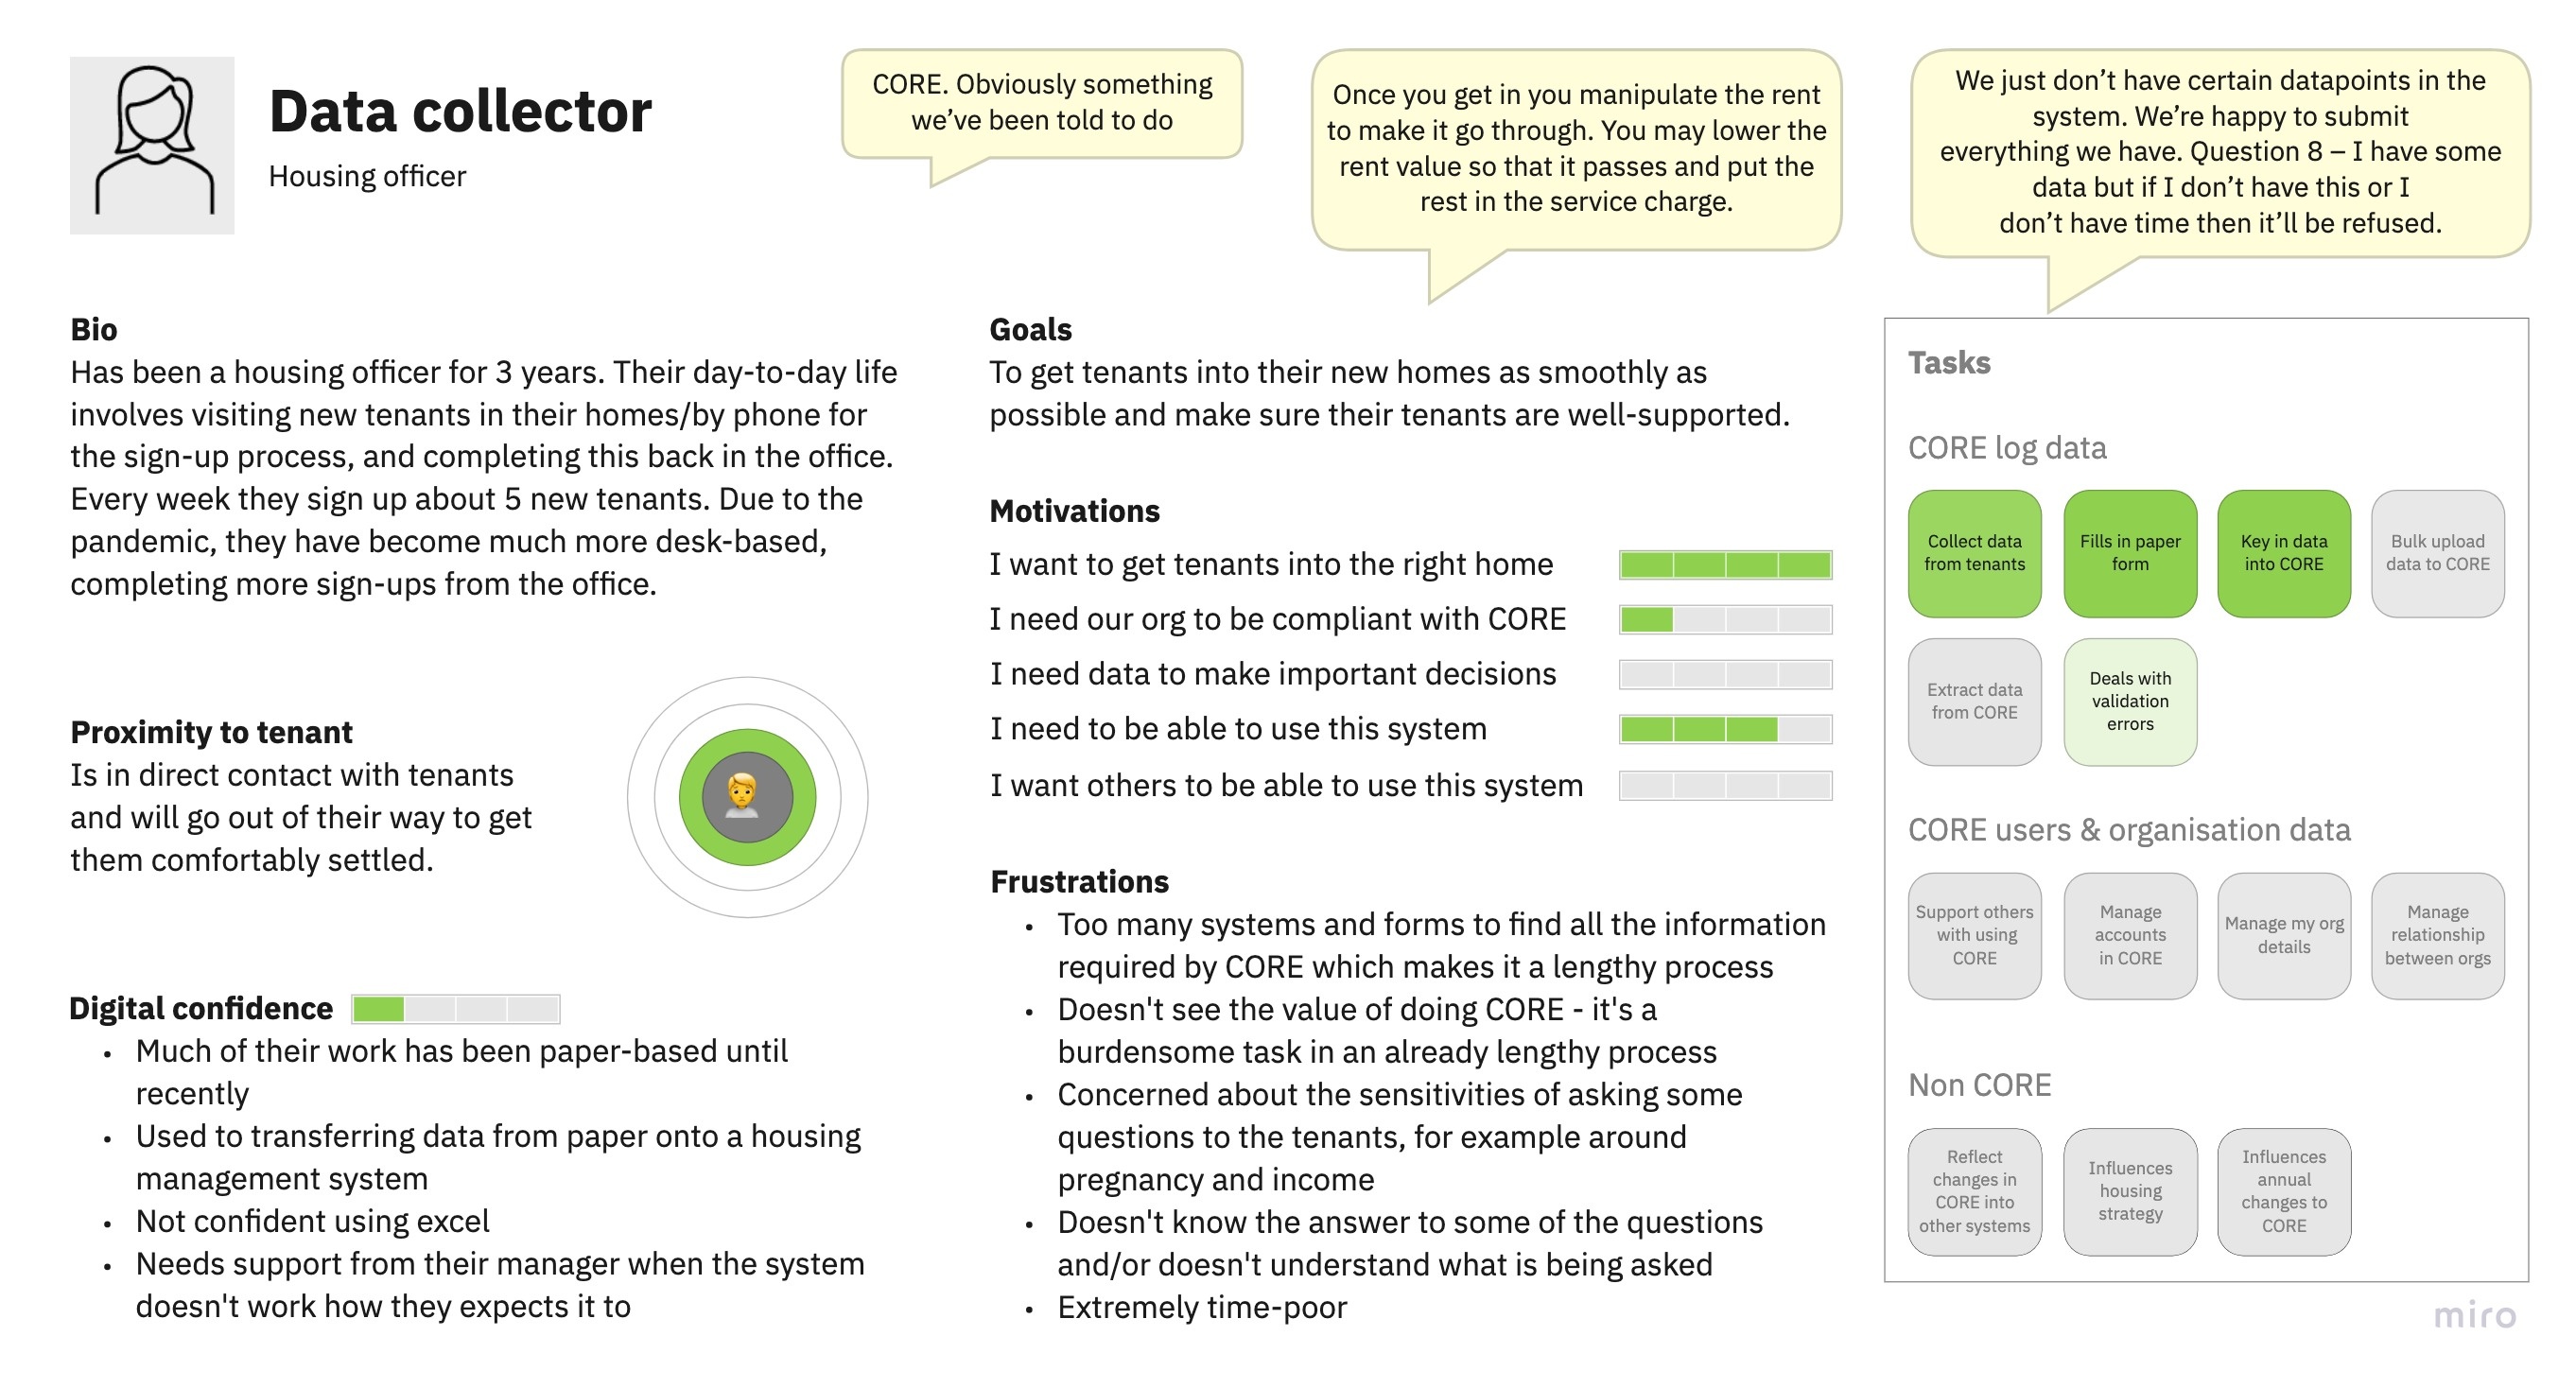 Data collector
Housing officer
CORE. Obviously something
we’ve been told to do
Once you get in you manipulate the rent
to make it go through. You may lower the
rent value so that it passes and put the
rest in the service charge.
We just don’t have certain datapoints in the
system. We’re happy to submit
everything we have. Question 8 – I have some
data but if I don’t have this or I
don’t have time then it’ll be refused.
Bio
Has been a housing officer for 3 years. Their day-to-day life
involves visiting new tenants in their homes/by phone for
the sign-up process, and completing this back in the office.
Every week they sign up about 5 new tenants. Due to the
pandemic, they have become much more desk-based,
completing more sign-ups from the office.
Proximity to tenant
Is in direct contact with tenants
and will go out of their way to get
them comfortably settled.
Digital confidence
• Much of their work has been paper-based until
recently
• Used to transferring data from paper onto a housing
management system
• Not confident using excel
• Needs support from their manager when the system
doesn't work how they expects it to
Goals
To get tenants into their new homes as smoothly as
possible and make sure their tenants are well-supported.
Motivations
I want to get tenants into the right home
I need our org to be compliant with CORE
I need data to make important decisions
I need to be able to use this system
I want others to be able to use this system
Frustrations
• Too many systems and forms to find all the information
required by CORE which makes it a lengthy process
• Doesn't see the value of doing CORE - it's a
burdensome task in an already lengthy process
• Concerned about the sensitivities of asking some
questions to the tenants, for example around
pregnancy and income
• Doesn't know the answer to some of the questions
and/or doesn't understand what is being asked
• Extremely time-poor
Tasks
CORE log data
Collect data
from tenants
Fills in paper
form
Key in data
into CORE
Bulk upload
data to CORE
Extract data
from CORE
Deals with
validation
errors
CORE users & organisation data
Support others
with using
CORE
Manage
accounts
in CORE
Manage my org
details
Manage
relationship
between orgs
Non CORE
Reflect
changes in
CORE into
other systems
Influences
housing
strategy
Influences
annual
changes to
CORE
miro